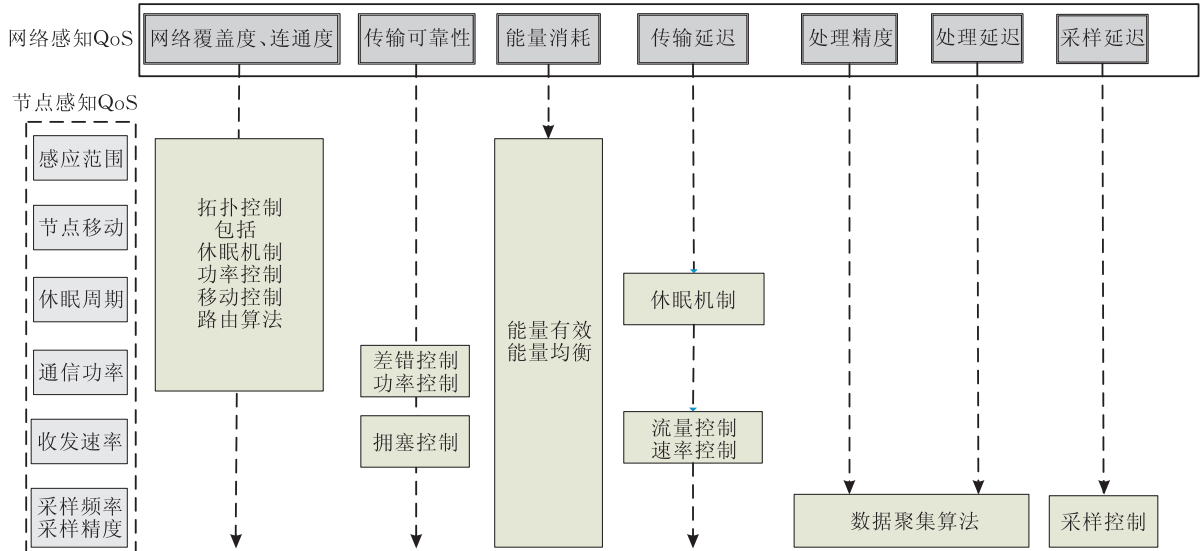 网络感知QoS
网络覆盖度、连通度
传输可靠性
能量消耗
传输延迟
处理精度
处理延迟
采样延迟
节点感知QoS
感应范围
节点移动
休眠周期
通信功率
收发速率
采样频率
采样精度
拓扑控制
包括
休眠机制
功率控制
移动控制
路由算法
差错控制
功率控制
拥塞控制
能量有效
能量均衡
休眠机制
流量控制
速率控制
数据聚集算法
采样控制